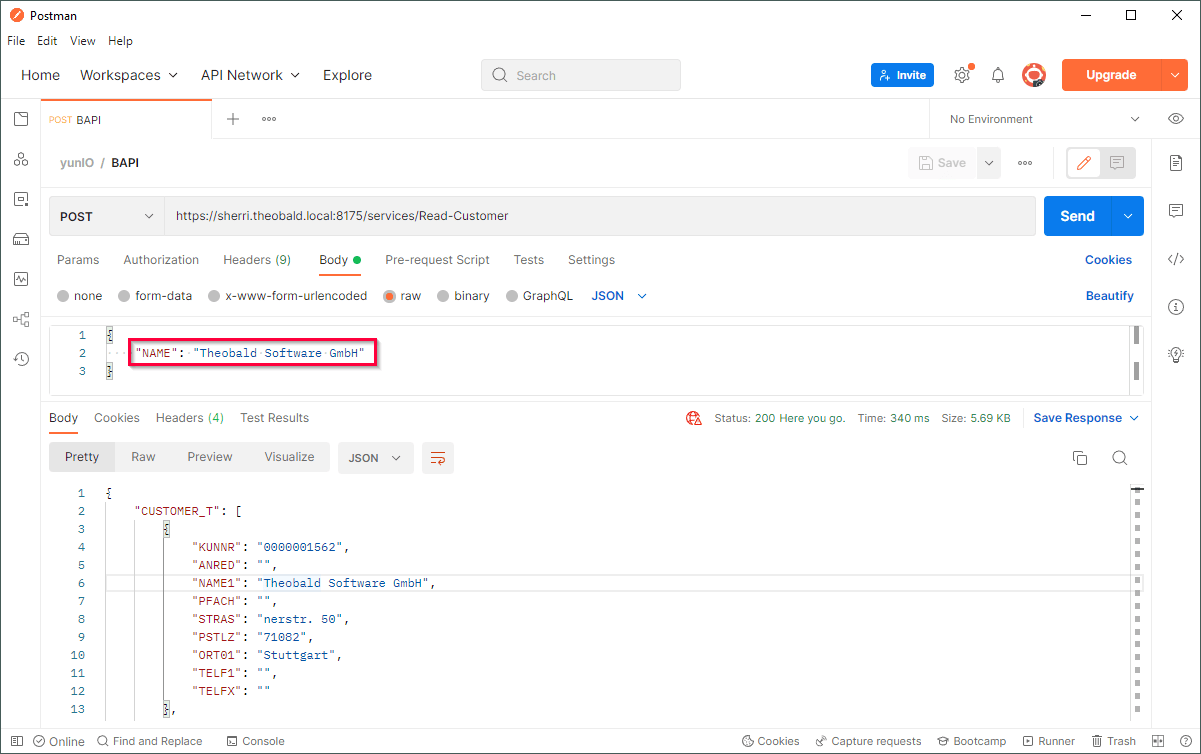 Postman
File Edit View Help
Home Workspaces API Network Explore Search Invite Upgrade
POST BAPI No Environment
yunIO / BAPI Save
POST https://sherri.theobald.local:8175/services/Read-Customer Send
Params Authorization Headers (9) Body Pre-request Script Tests Settings Cookies
none form-data x-www-form-urlencoded raw binary GraphQL JSON Beautify
1 {
2 "NAME": "Theobald Software GmbH"
3 }
Body Cookies Headers (4) Test Results Status: 200 Here you go. Time: 340 ms Size: 5.69 KB Save Response
Pretty Raw Preview Visualize JSON
1 {
2 "CUSTOMER_T": [
3 {
4 "KUNNR": "0000001562",
5 "ANRED": "",
6 "NAME1": "Theobald Software GmbH",
7 "PFACH": "",
8 "STRAS": "nerstr. 50",
9 "PSTLZ": "71082",
10 "ORT01": "Stuttgart",
11 "TELF1": "",
12 "TELFX": ""
13 },
Online Find and Replace Console Cookies Capture requests Bootcamp Runner Trash